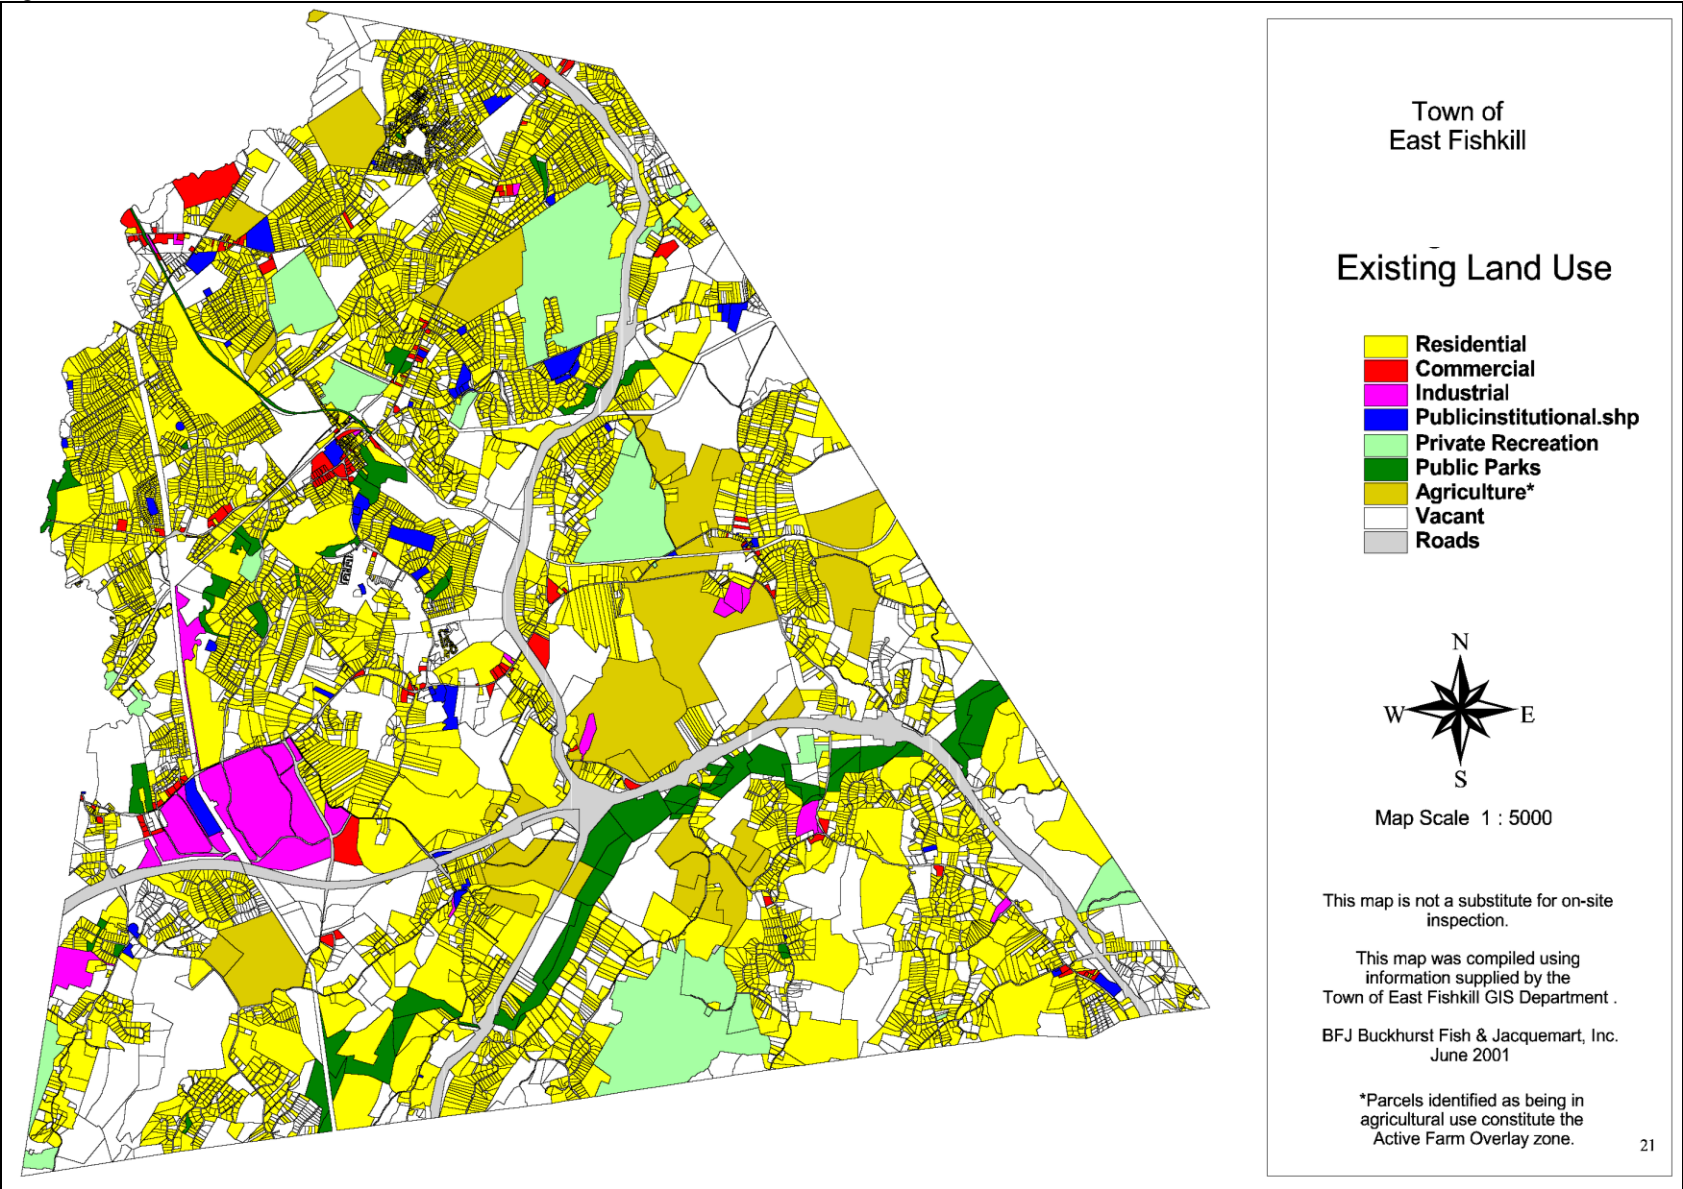 Town of
East Fishkill
Existing Land Use
Residential
Commercial
Industrial
Publicinstitutional.shp
Private Recreation
Public Parks
Agriculture*
Vacant
Roads
N
W
E
S
Map Scale 1 : 5000
This map is not a substitute for on-site
inspection.
This map was compiled using
information supplied by the
Town of East Fishkill GIS Department .
BFJ Buckhurst Fish & Jacquemart, Inc.
June 2001
*Parcels identified as being in
agricultural use constitute the
Active Farm Overlay zone.
21